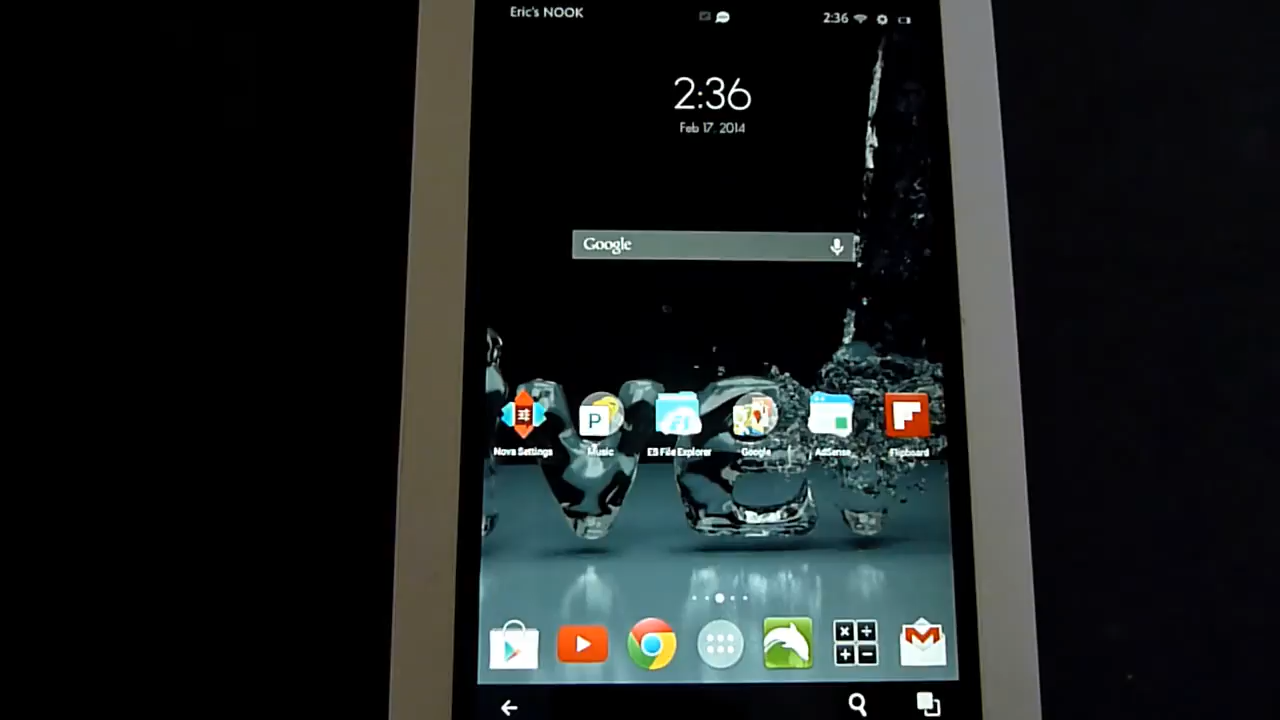 Eric's NOOK
2:36
2:36
Feb 17, 2014
Google
P
Nova Settings
Music
ES File Explorer
Google
AdSense
Flipboard